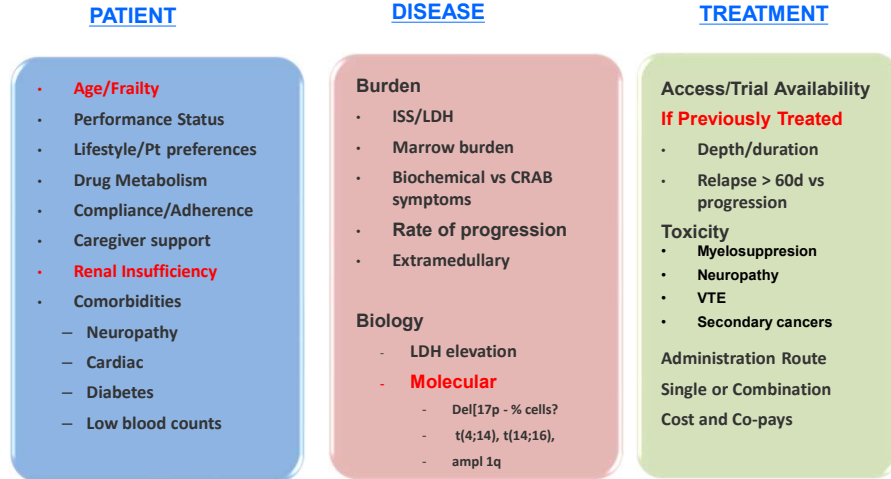 PATIENT
• Age/Frailty
• Performance Status
• Lifestyle/Pt preferences
• Drug Metabolism
• Compliance/Adherence
• Caregiver support
• Renal Insufficiency
• Comorbidities
– Neuropathy
– Cardiac
– Diabetes
– Low blood counts
DISEASE
Burden
• ISS/LDH
• Marrow burden
• Biochemical vs CRAB
symptoms
• Rate of progression
• Extramedullary
Biology
- LDH elevation
- Molecular
- Del[17p - % cells?
- t(4;14), t(14;16),
- ampl 1q
TREATMENT
Access/Trial Availability
If Previously Treated
• Depth/duration
• Relapse > 60d vs
progression
Toxicity
• Myelosuppresion
• Neuropathy
• VTE
• Secondary cancers
Administration Route
Single or Combination
Cost and Co-pays